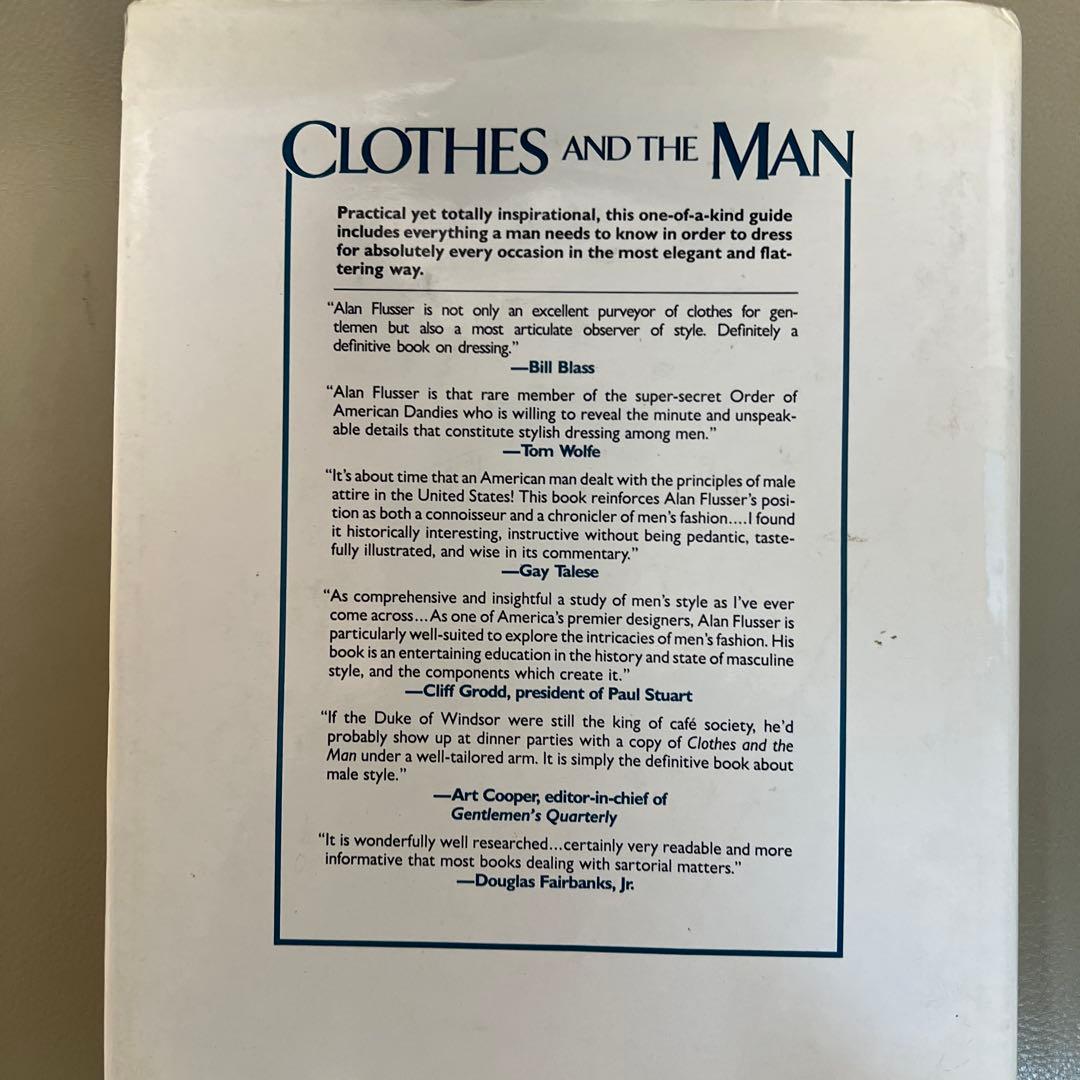 CLOTHES AND THE MAN
Practical yet totally inspirational, this one-of-a-kind guide
includes everything a man needs to know in order to dress
for absolutely every occasion in the most elegant and flat-
tering way.
“Alan Flusser is not only an excellent purveyor of clothes for gen-
tlemen but also a most articulate observer of style. Definitely a
definitive book on dressing.”
—Bill Blass
“Alan Flusser is that rare member of the super-secret Order of
American Dandies who is willing to reveal the minute and unspeak-
able details that constitute stylish dressing among men.”
—Tom Wolfe
“It’s about time that an American man dealt with the principles of male
attire in the United States! This book reinforces Alan Flusser’s posi-
tion as both a connoisseur and a chronicler of men’s fashion....I found
it historically interesting, instructive without being pedantic, taste-
fully illustrated, and wise in its commentary.”
—Gay Talese
“As comprehensive and insightful a study of men’s style as I’ve ever
come across...As one of America’s premier designers, Alan Flusser is
particularly well-suited to explore the intricacies of men’s fashion. His
book is an entertaining education in the history and state of masculine
style, and the components which create it.”
—Cliff Grodd, president of Paul Stuart
“If the Duke of Windsor were still the king of café society, he’d
probably show up at dinner parties with a copy of Clothes and the
Man under a well-tailored arm. It is simply the definitive book about
male style.”
—Art Cooper, editor-in-chief of
Gentlemen’s Quarterly
“It is wonderfully well researched...certainly very readable and more
informative that most books dealing with sartorial matters.”
—Douglas Fairbanks, Jr.